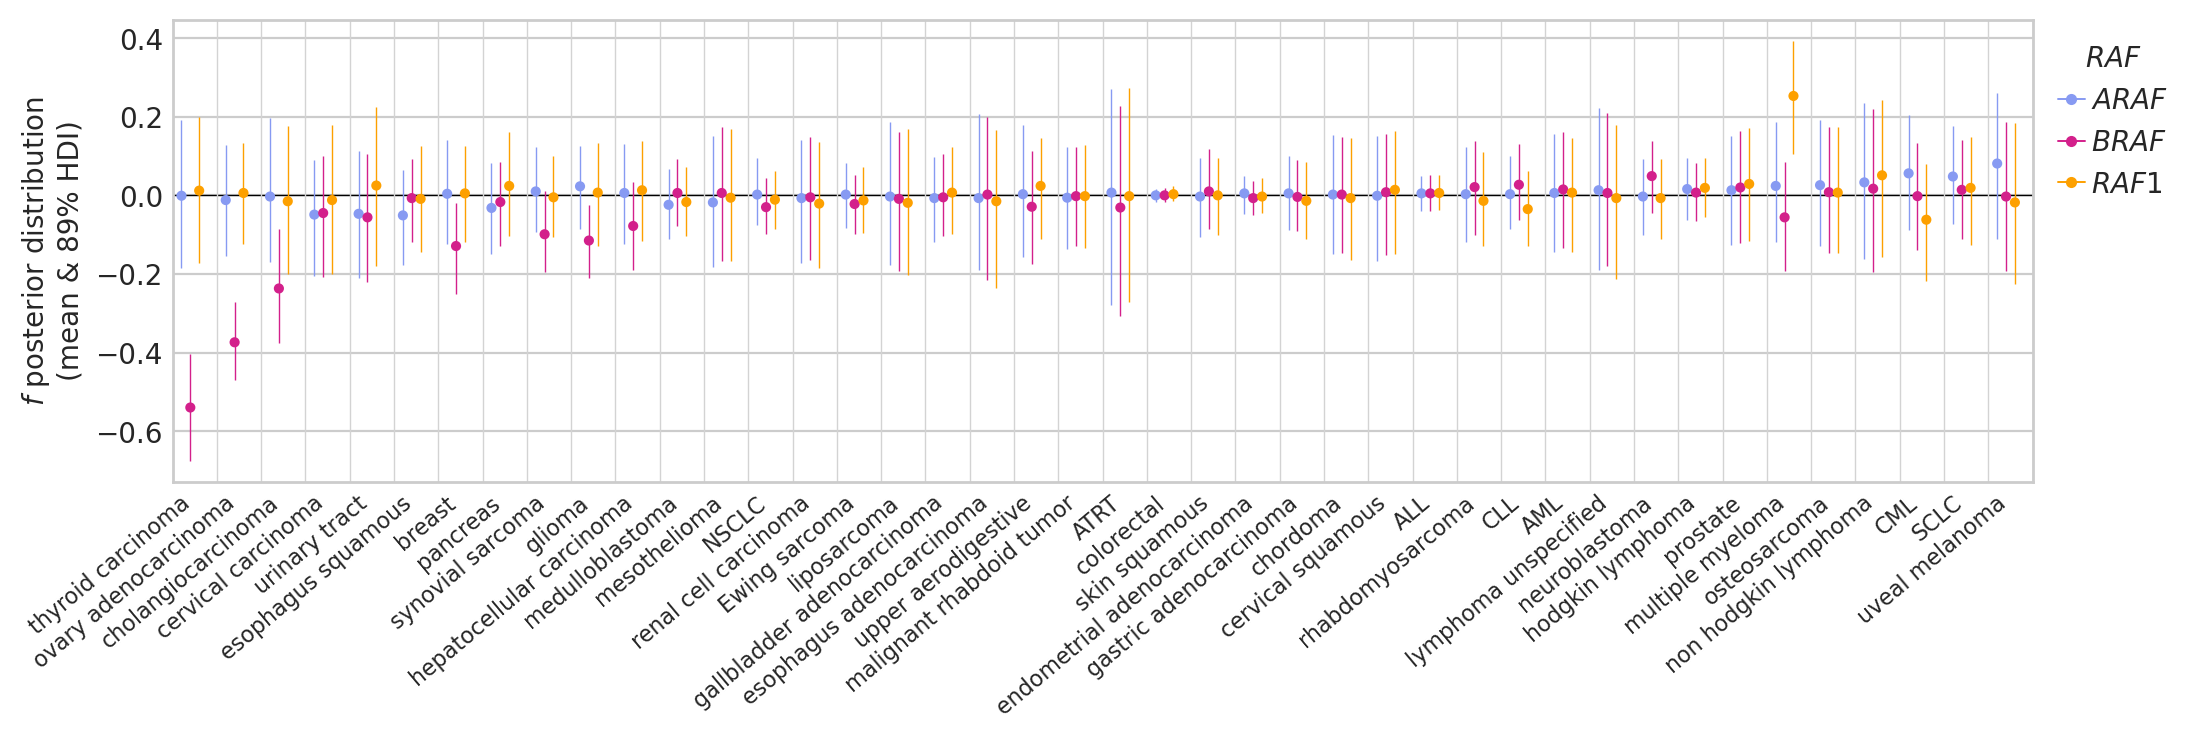 0.4
0.2
0.0
−0.2
−0.4
−0.6
f posterior distribution
(mean & 89% HDI)
RAF
ARAF
BRAF
RAF1
thyroid carcinoma
ovary adenocarcinoma
cholangiocarcinoma
cervical carcinoma
urinary tract
esophagus squamous
breast
pancreas
synovial sarcoma
glioma
hepatocellular carcinoma
medulloblastoma
mesothelioma
NSCLC
renal cell carcinoma
Ewing sarcoma
liposarcoma
gallbladder adenocarcinoma
esophagus adenocarcinoma
upper aerodigestive
malignant rhabdoid tumor
ATRT
colorectal
skin squamous
endometrial adenocarcinoma
gastric adenocarcinoma
chordoma
cervical squamous
ALL
rhabdomyosarcoma
CLL
AML
lymphoma unspecified
neuroblastoma
hodgkin lymphoma
prostate
multiple myeloma
osteosarcoma
non hodgkin lymphoma
CML
SCLC
uveal melanoma